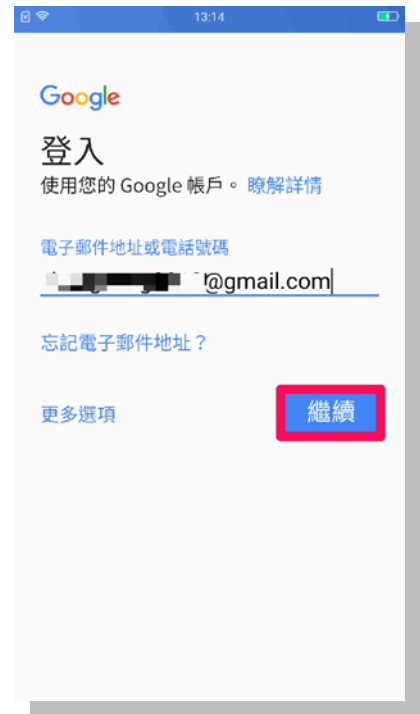 13:14
Google
登入
使用您的 Google 帳戶。瞭解詳情
電子郵件地址或電話號碼
@gmail.com
忘記電子郵件地址？
更多選項
繼續